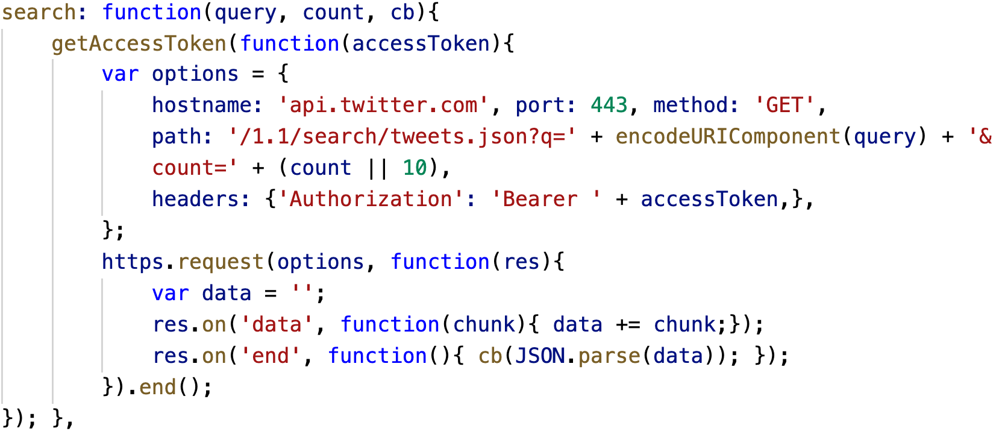 search: function(query, count, cb){
getAccessToken(function(accessToken){
var options = {
hostname: 'api.twitter.com', port: 443, method: 'GET',
path: '/1.1/search/tweets.json?q=' + encodeURIComponent(query) + '&
count=' + (count || 10),
headers: {'Authorization': 'Bearer ' + accessToken,},
};
https.request(options, function(res){
var data = '';
res.on('data', function(chunk){ data += chunk;});
res.on('end', function(){ cb(JSON.parse(data)); });
}).end();
}); },